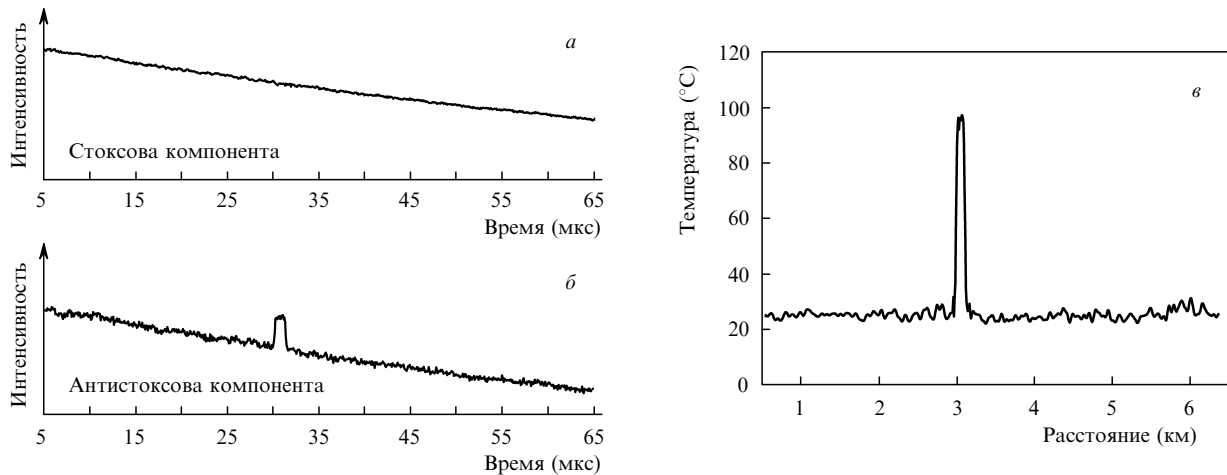 Интенсивность
а
Стоксова компонента
5 15 25 35 45 55 65
Время (мкс)
Интенсивность
б
Антистоксова компонента
5 15 25 35 45 55 65
Время (мкс)
Температура (°C)
120
100
80
60
40
20
0
в
1 2 3 4 5 6
Расстояние (км)